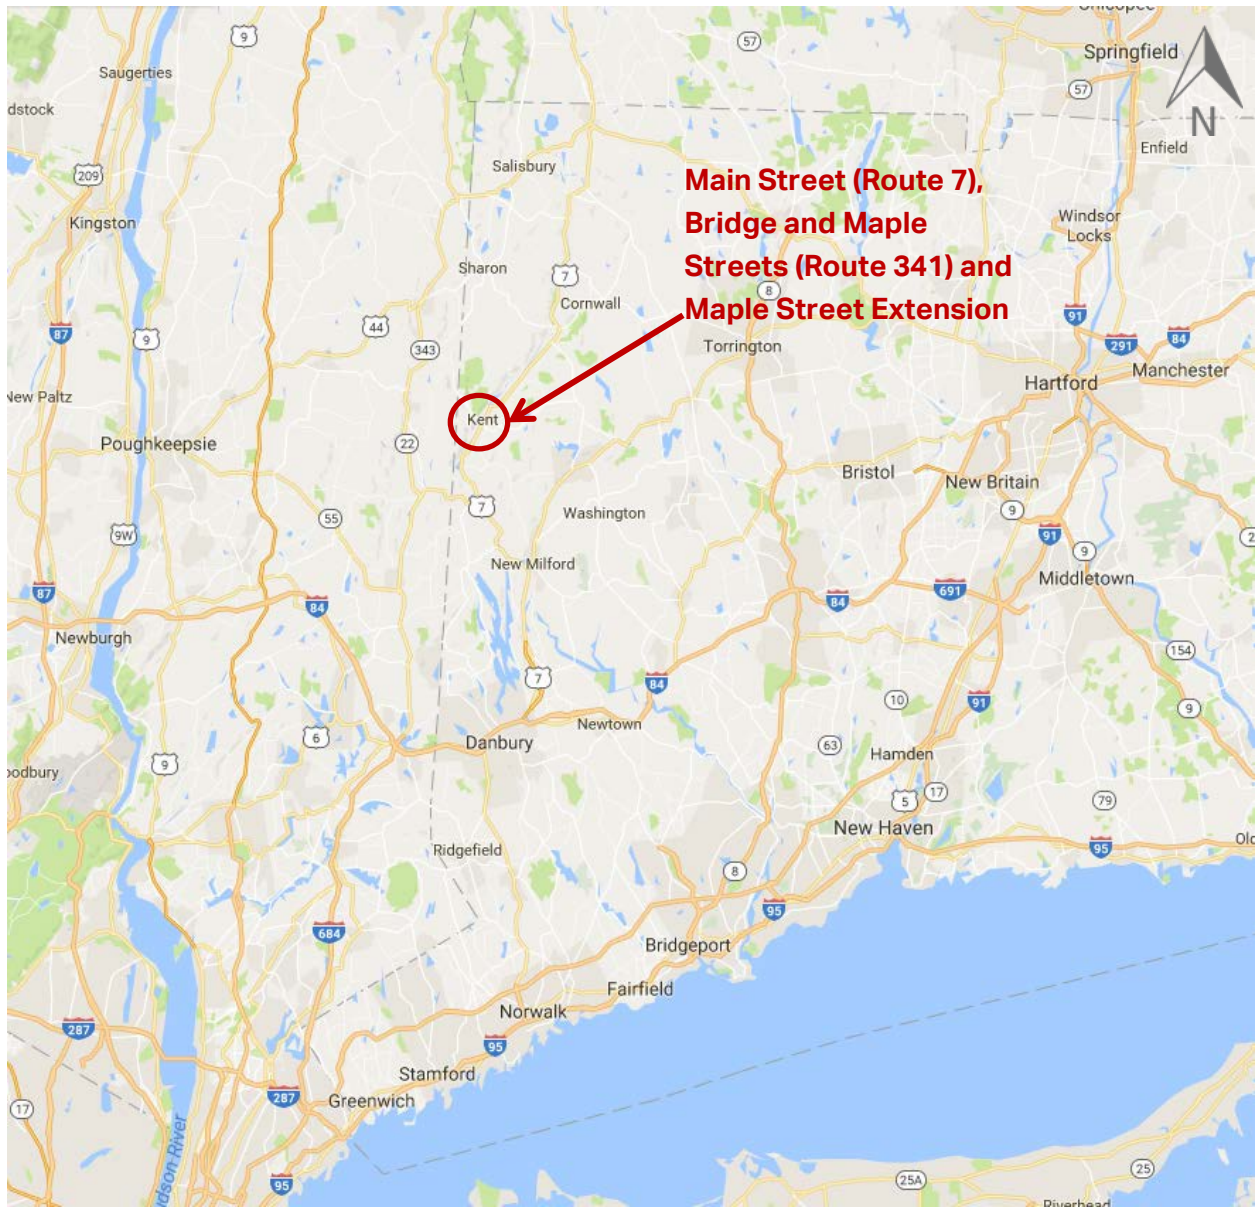 Chicopee
9
57
Springfield
Saugerties
57
dstock
N
Enfield
Salisbury
209
Main Street (Route 7),
Bridge and Maple
Streets (Route 341) and
Maple Street Extension
Kingston
Windsor
Locks
Sharon
7
8
Cornwall
91
87
9
44
343
291
84
Torrington
Manchester
Hartford
New Paltz
Kent
Poughkeepsie
22
Bristol
New Britain
7
9
55
Washington
9W
91
9
New Milford
Middletown
87
84
84
691
Newburgh
154
7
84
10
91
9
Newtown
6
Danbury
63
Hamden
9
oodbury
5
17
79
New Haven
Old
95
Ridgefield
8
95
684
Bridgeport
Fairfield
Norwalk
287
95
Stamford
287
Greenwich
17
dson River
95
25A
25
Riverhead